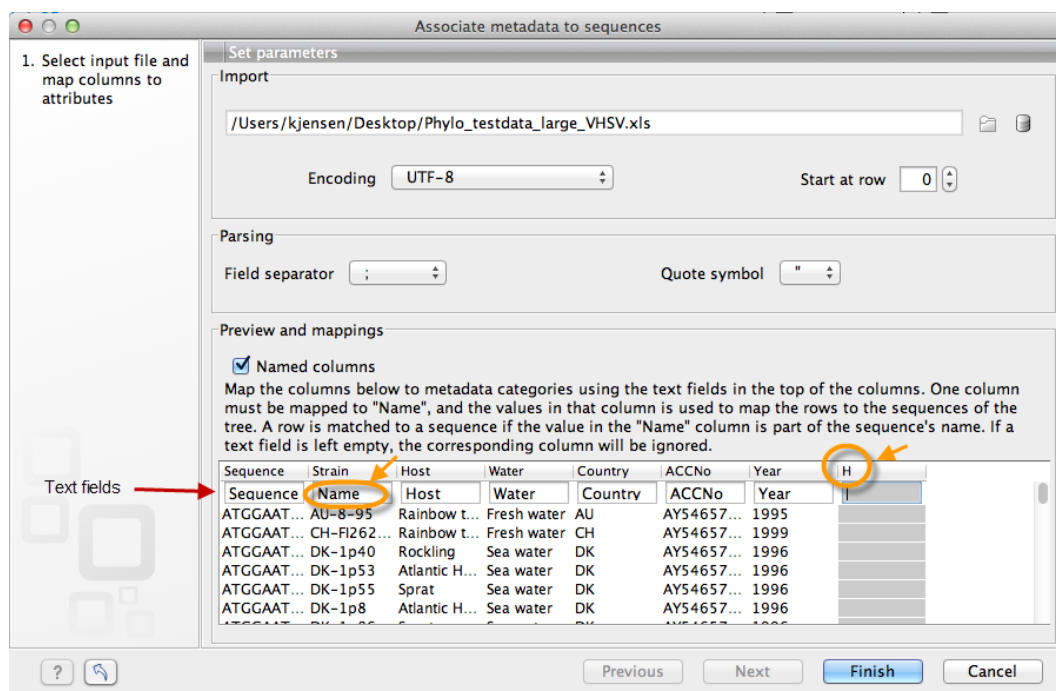 Associate metadata to sequences
1. Select input file and
map columns to
attributes
Set parameters
Import
/Users/kjensen/Desktop/Phylo_testdata_large_VHSV.xls
Encoding UTF-8 Start at row 0
Parsing
Field separator ; Quote symbol "
Preview and mappings
Named columns
Map the columns below to metadata categories using the text fields in the top of the columns. One column
must be mapped to "Name", and the values in that column is used to map the rows to the sequences of the
tree. A row is matched to a sequence if the value in the "Name" column is part of the sequence's name. If a
text field is left empty, the corresponding column will be ignored.
Sequence Strain Host Water Country ACCNo Year H
Text fields
Sequence Name Host Water Country ACCNo Year
ATGGAAT... AU-8-95 Rainbow t... Fresh water AU AY54657... 1995
ATGGAAT... CH-FI262... Rainbow t... Fresh water CH AY54657... 1999
ATGGAAT... DK-1p40 Rockling Sea water DK AY54657... 1996
ATGGAAT... DK-1p53 Atlantic H... Sea water DK AY54657... 1996
ATGGAAT... DK-1p55 Sprat Sea water DK AY54657... 1996
ATGGAAT... DK-1p8 Atlantic H... Sea water DK AY54657... 1996
? Previous Next Finish Cancel